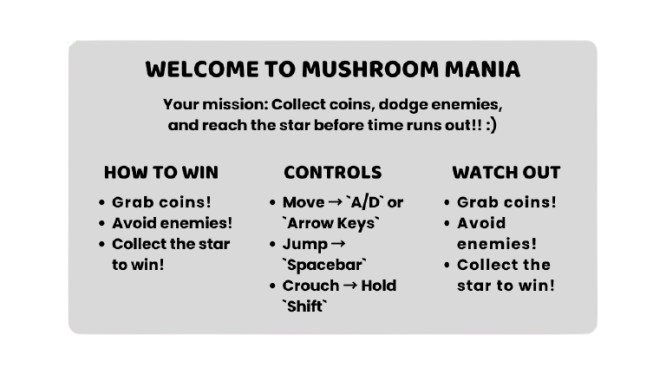 WELCOME TO MUSHROOM MANIA
Your mission: Collect coins, dodge enemies,
and reach the star before time runs out!! :)
HOW TO WIN
• Grab coins!
• Avoid enemies!
• Collect the star
to win!
CONTROLS
• Move → `A/D` or
`Arrow Keys`
• Jump →
`Spacebar`
• Crouch → Hold
`Shift`
WATCH OUT
• Grab coins!
• Avoid
enemies!
• Collect the
star to win!